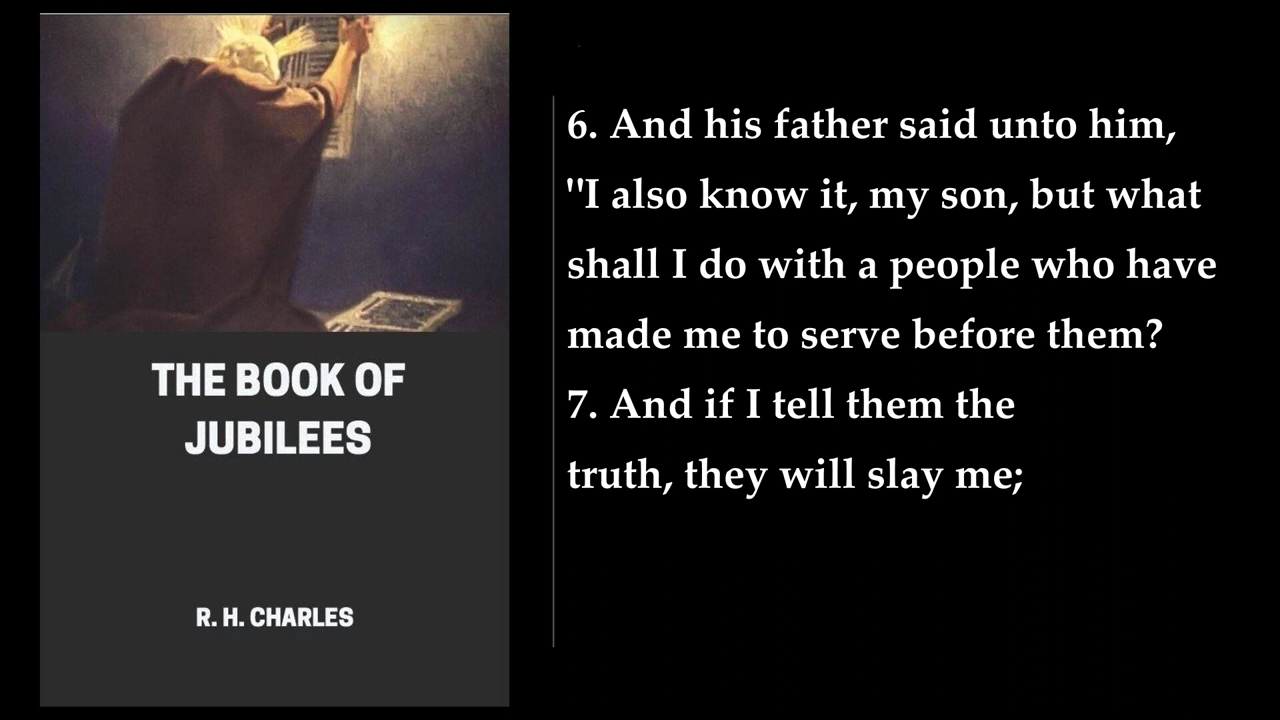 THE BOOK OF
JUBILEES
R. H. CHARLES
6. And his father said unto him,
"I also know it, my son, but what
shall I do with a people who have
made me to serve before them?
7. And if I tell them the
truth, they will slay me;